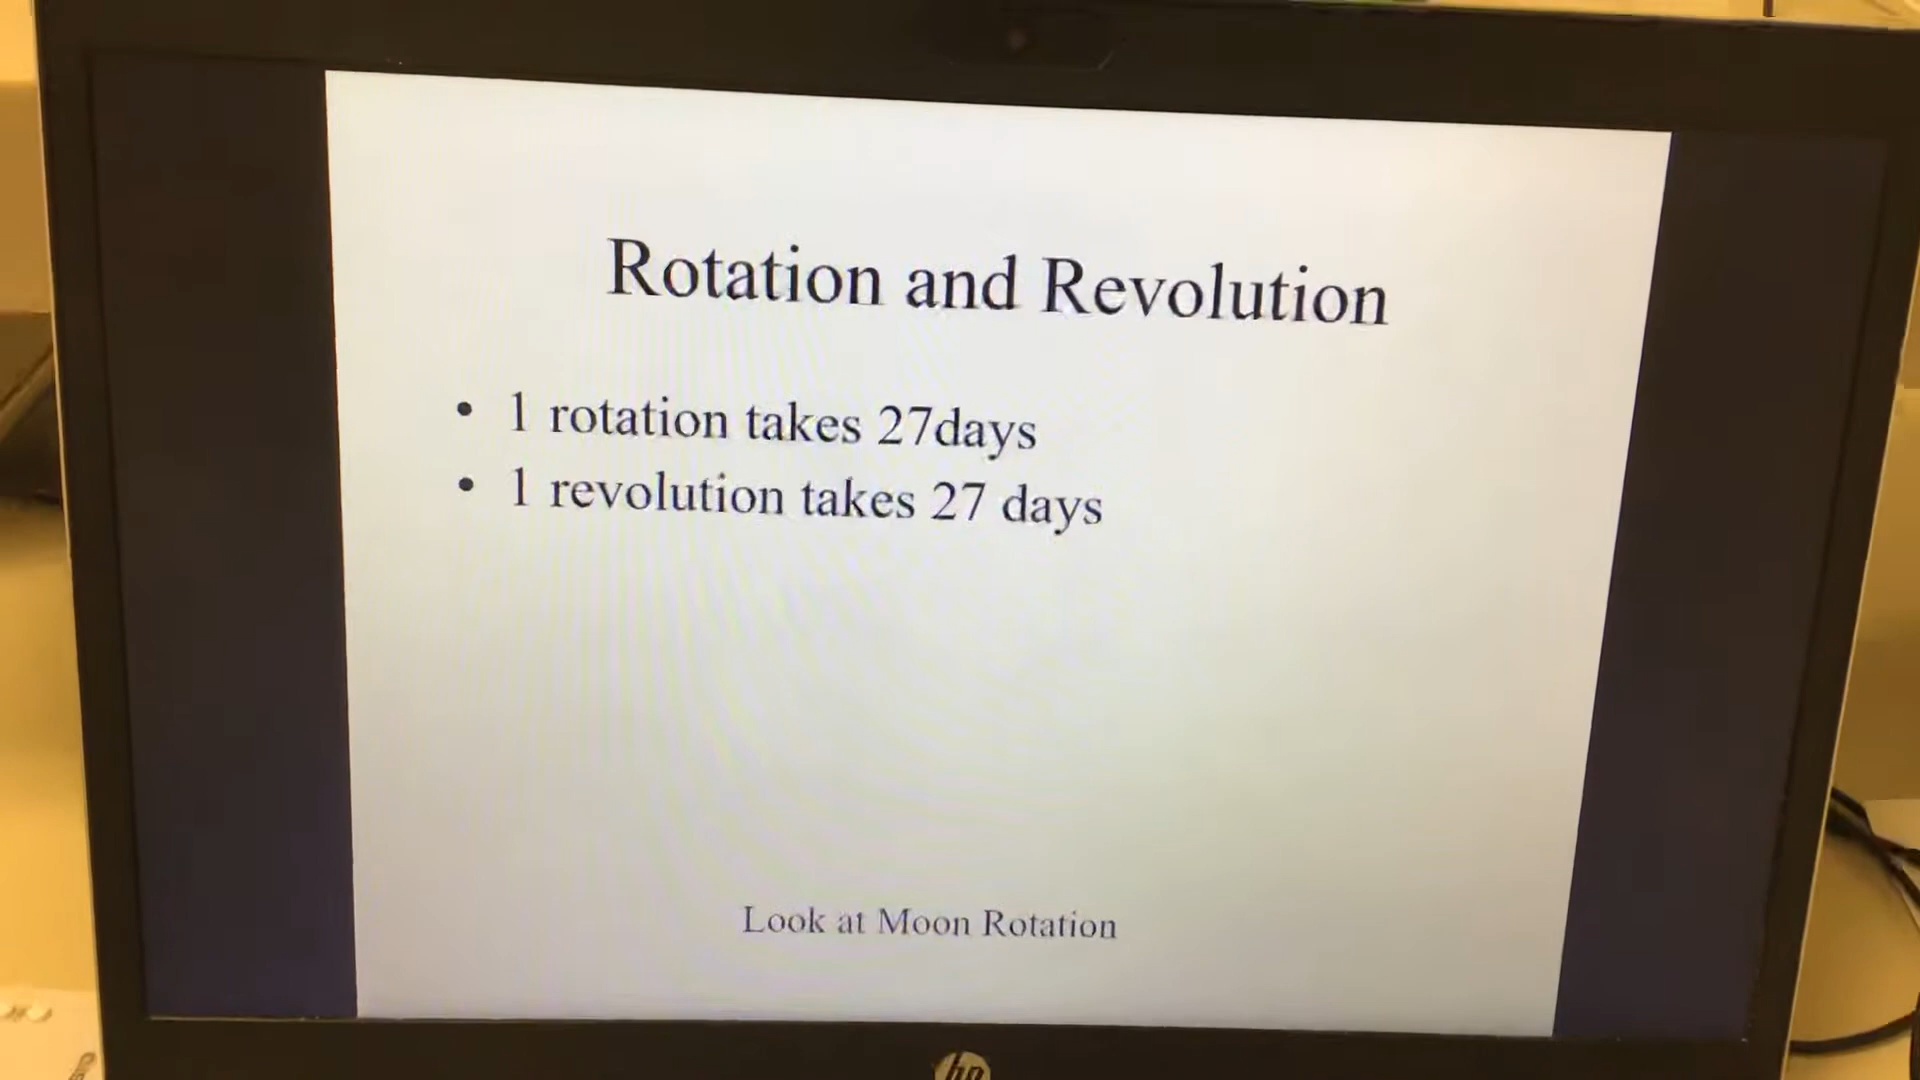 Rotation and Revolution
• 1 rotation takes 27days
• 1 revolution takes 27 days
Look at Moon Rotation
hp